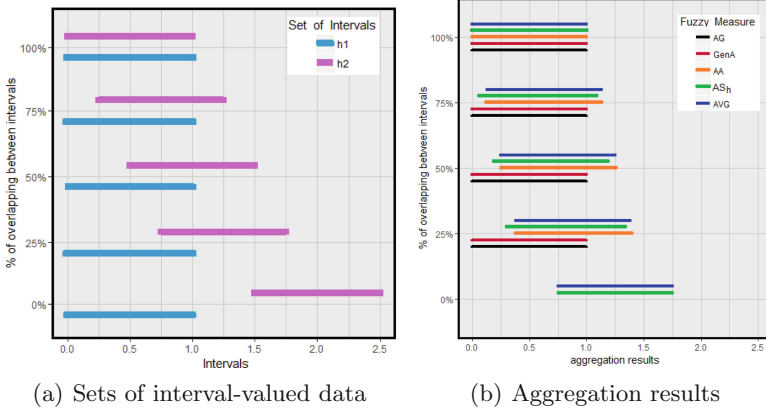 Set of Intervals
h1
h2
100%
75%
50%
25%
0%
% of overlapping between intervals
0.0 0.5 1.0 1.5 2.0 2.5
Intervals
(a) Sets of interval-valued data
Fuzzy Measure
AG
GenA
AA
ASh
AVG
100%
75%
50%
25%
0%
% of overlapping between intervals
0.0 0.5 1.0 1.5 2.0 2.5
aggregation results
(b) Aggregation results